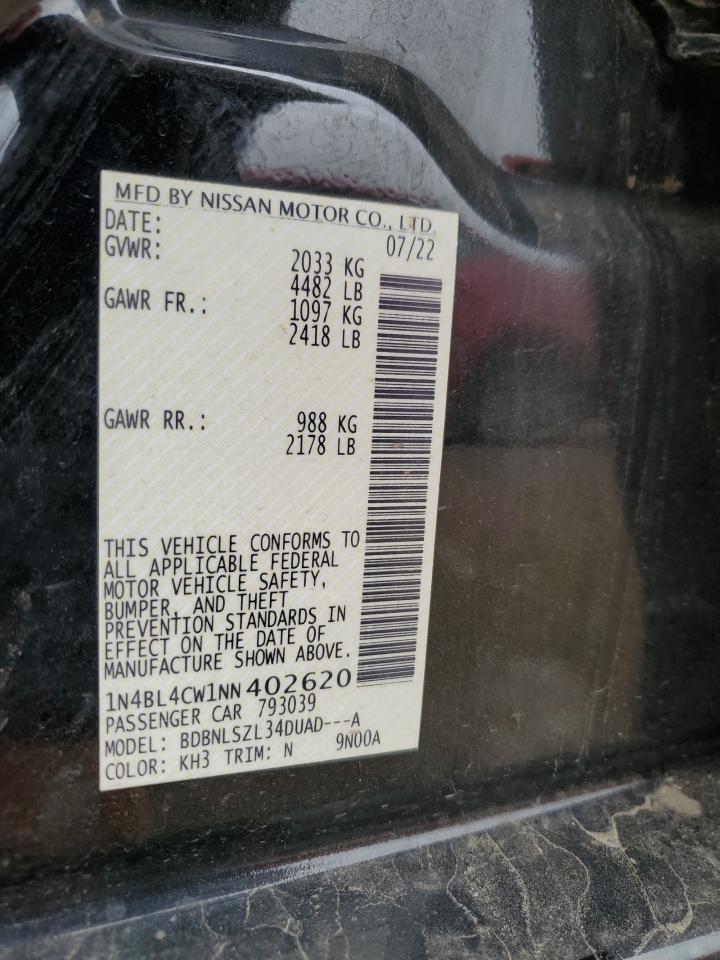 MFD BY NISSAN MOTOR CO., LTD.
DATE: 07/22
GVWR: 2033 KG
4482 LB
GAWR FR.: 1097 KG
2418 LB
GAWR RR.: 988 KG
2178 LB
THIS VEHICLE CONFORMS TO
ALL APPLICABLE FEDERAL
MOTOR VEHICLE SAFETY,
BUMPER, AND THEFT
PREVENTION STANDARDS IN
EFFECT ON THE DATE OF
MANUFACTURE SHOWN ABOVE.
1N4BL4CW1NN402620
PASSENGER CAR 793039
MODEL: BDBNLSZL34DUAD---A
COLOR: KH3 TRIM: N 9N00A